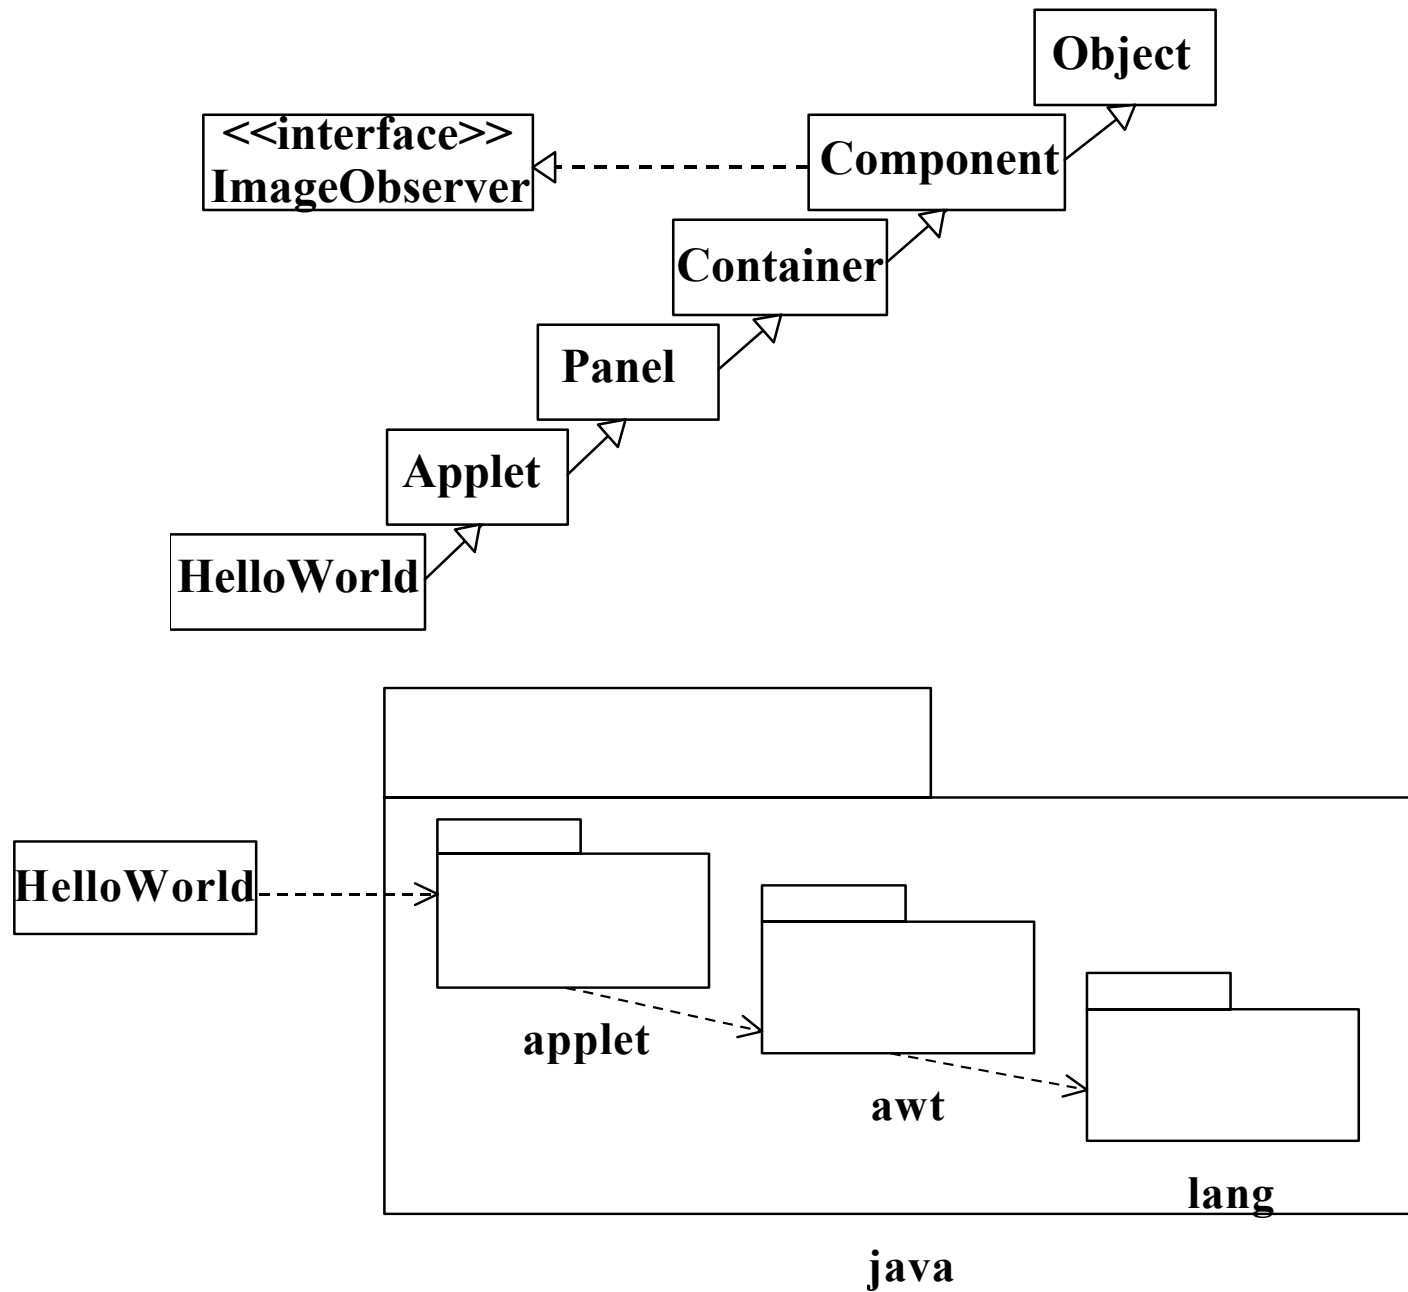 Object
<<interface>>
ImageObserver
Component
Container
Panel
Applet
HelloWorld
HelloWorld
applet
awt
lang
java